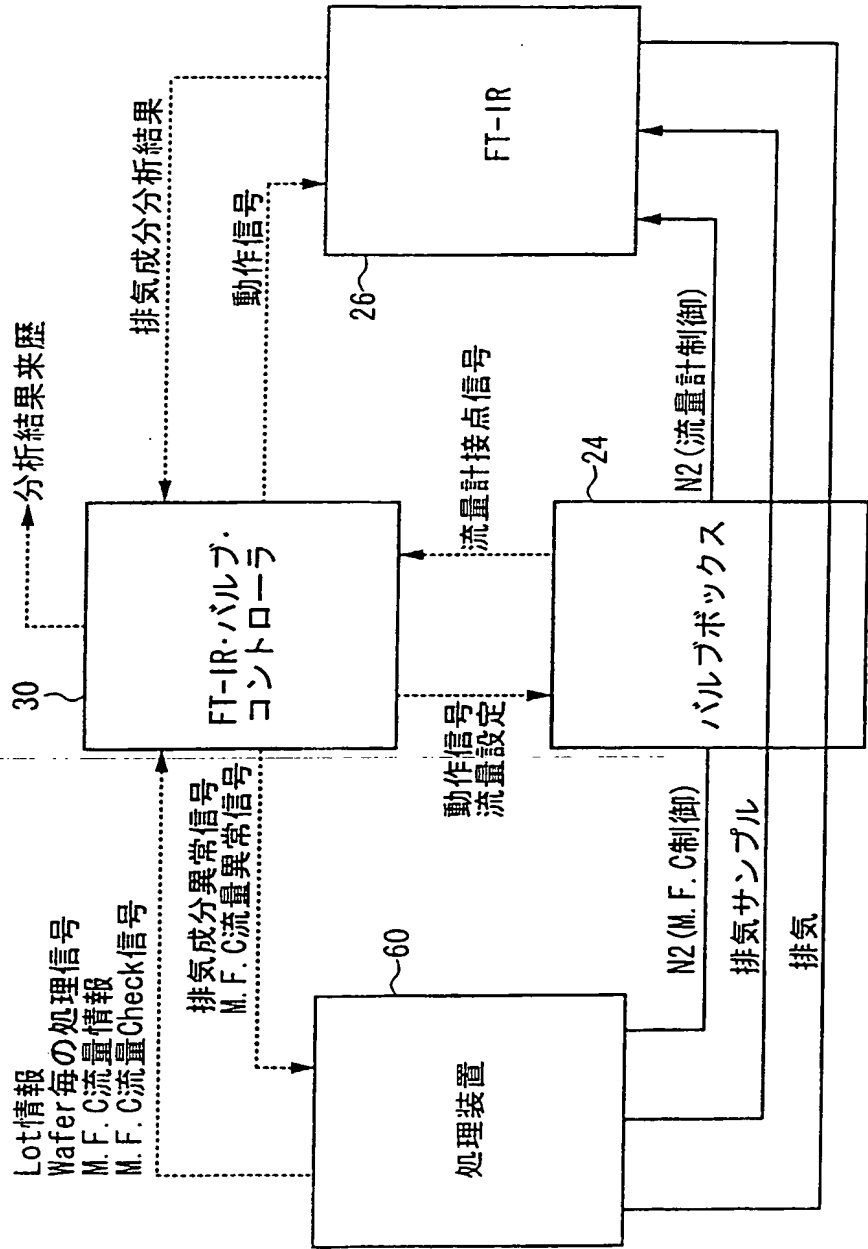 Lot情報
Wafer毎の処理信号
M.F.C流量情報
M.F.C流量Check信号
排気成分異常信号
M.F.C流量異常信号
30
FT-IR・バルブ・
コントローラ
分析結果来歴
排気成分分析結果
動作信号
動作信号
流量設定
流量計接点信号
60
処理装置
24
バルブボックス
26
FT-IR
N2(M.F.C制御)
排気サンプル
排気
N2(流量計制御)